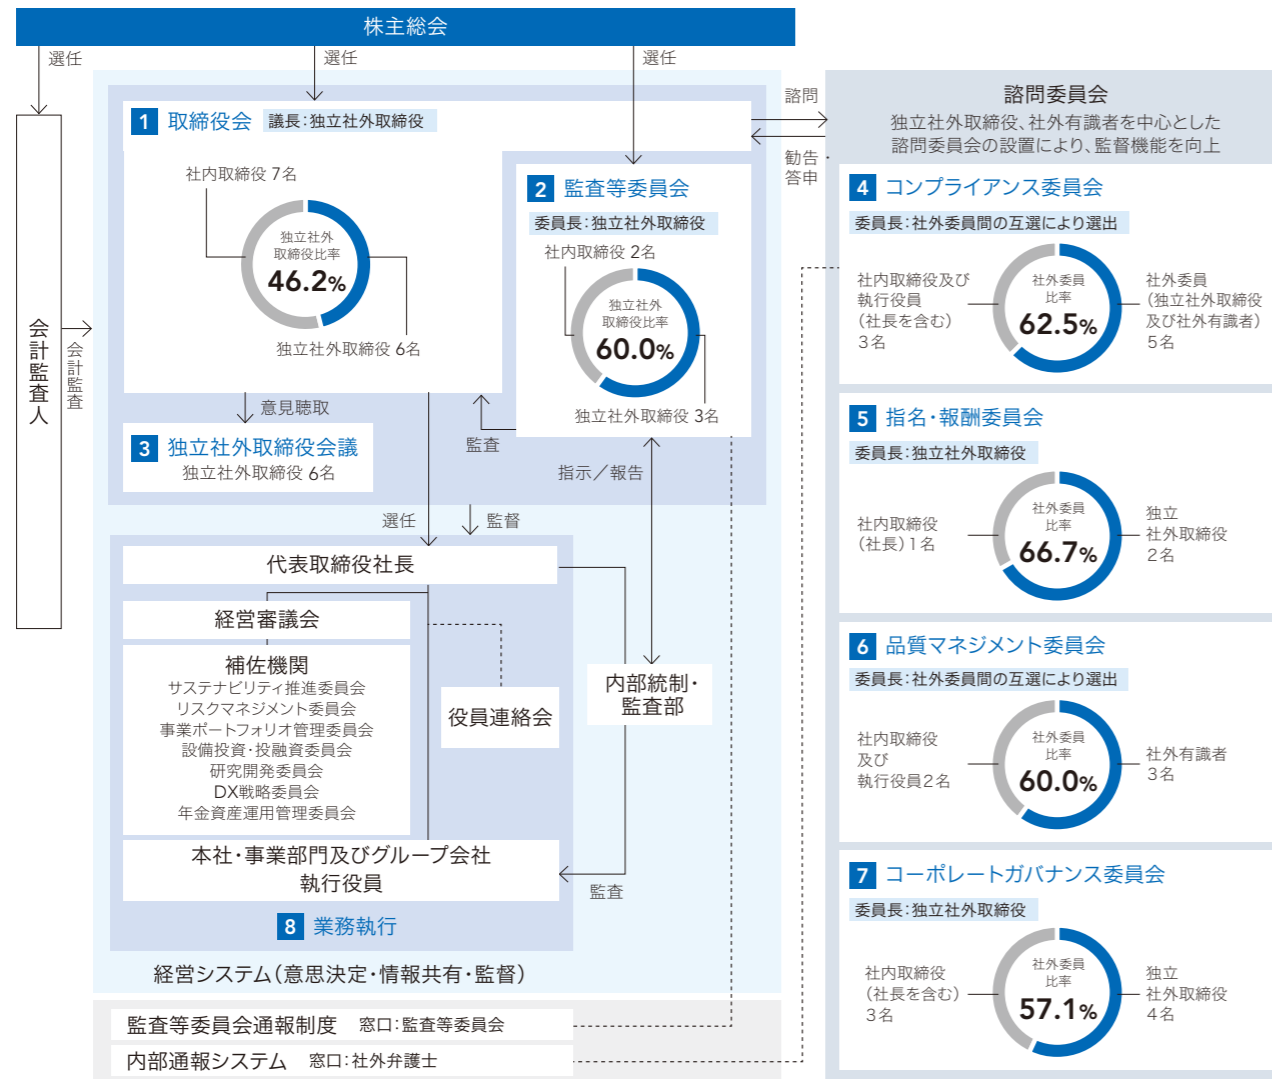 株主総会
選任
選任
選任
会計監査人
会計監査
1 取締役会 議長：独立社外取締役
社内取締役 7名
独立社外
取締役比率
46.2%
独立社外取締役 6名
2 監査等委員会
委員長：独立社外取締役
社内取締役 2名
独立社外
取締役比率
60.0%
独立社外取締役 3名
意見聴取
監査
3 独立社外取締役会議
独立社外取締役 6名
指示／報告
選任
監督
代表取締役社長
経営審議会
補佐機関
サステナビリティ推進委員会
リスクマネジメント委員会
事業ポートフォリオ管理委員会
設備投資・投融資委員会
研究開発委員会
DX戦略委員会
年金資産運用管理委員会
役員連絡会
内部統制・
監査部
本社・事業部門及びグループ会社
執行役員
監査
8 業務執行
経営システム（意思決定・情報共有・監督）
監査等委員会通報制度 窓口：監査等委員会
内部通報システム 窓口：社外弁護士
諮問
勧告・
答申
諮問委員会
独立社外取締役、社外有識者を中心とした
諮問委員会の設置により、監督機能を向上
4 コンプライアンス委員会
委員長：社外委員間の互選により選出
社内取締役及び
執行役員
（社長を含む）
3名
社外委員
比率
62.5%
社外委員
（独立社外取締役
及び社外有識者）
5名
5 指名・報酬委員会
委員長：独立社外取締役
社内取締役
（社長）1名
社外委員
比率
66.7%
独立
社外取締役
2名
6 品質マネジメント委員会
委員長：社外委員間の互選により選出
社内取締役
及び
執行役員2名
社外委員
比率
60.0%
社外有識者
3名
7 コーポレートガバナンス委員会
委員長：独立社外取締役
社内取締役
（社長を含む）
3名
社外委員
比率
57.1%
独立
社外取締役
4名